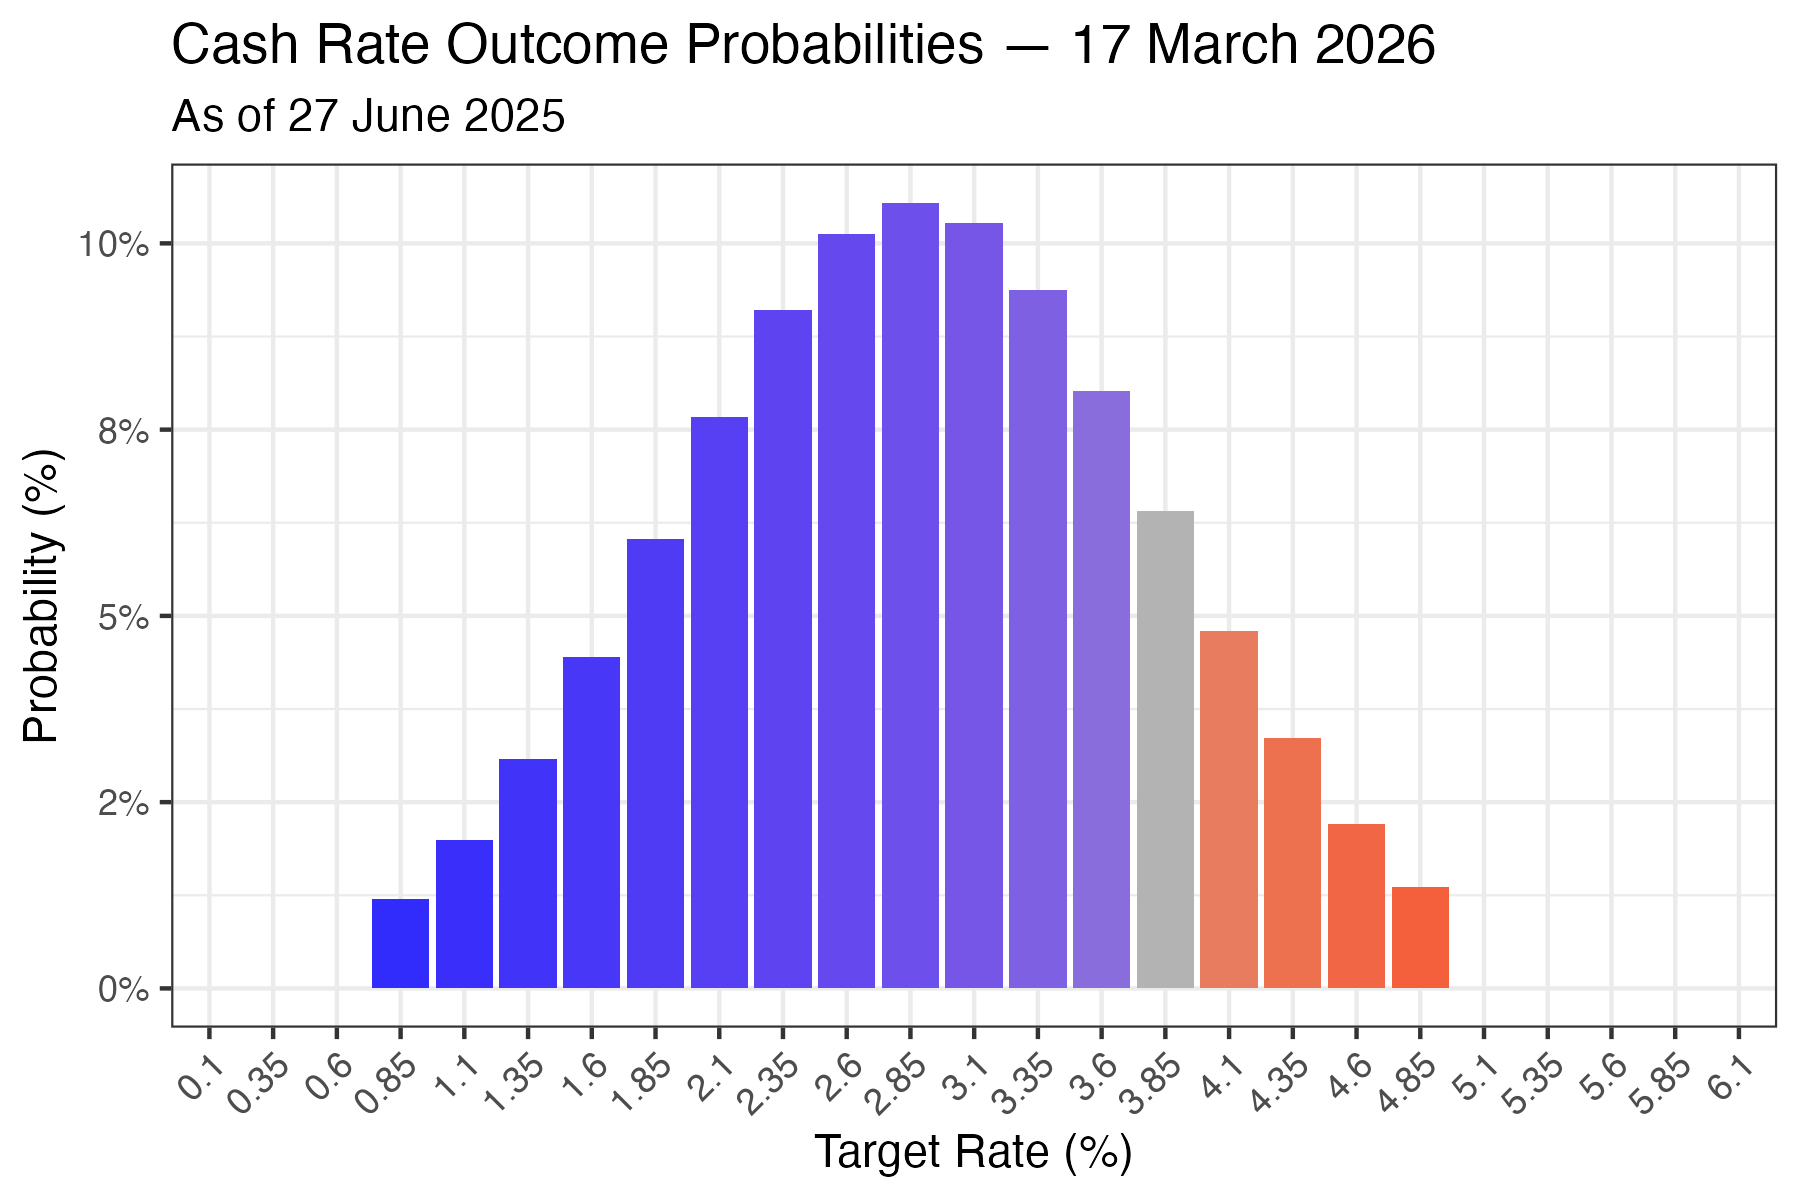 Cash Rate Outcome Probabilities — 17 March 2026
As of 27 June 2025
Probability (%)
10%
8%
5%
2%
0%
0.1 0.35 0.6 0.85 1.1 1.35 1.6 1.85 2.1 2.35 2.6 2.85 3.1 3.35 3.6 3.85 4.1 4.35 4.6 4.85 5.1 5.35 5.6 5.85 6.1
Target Rate (%)